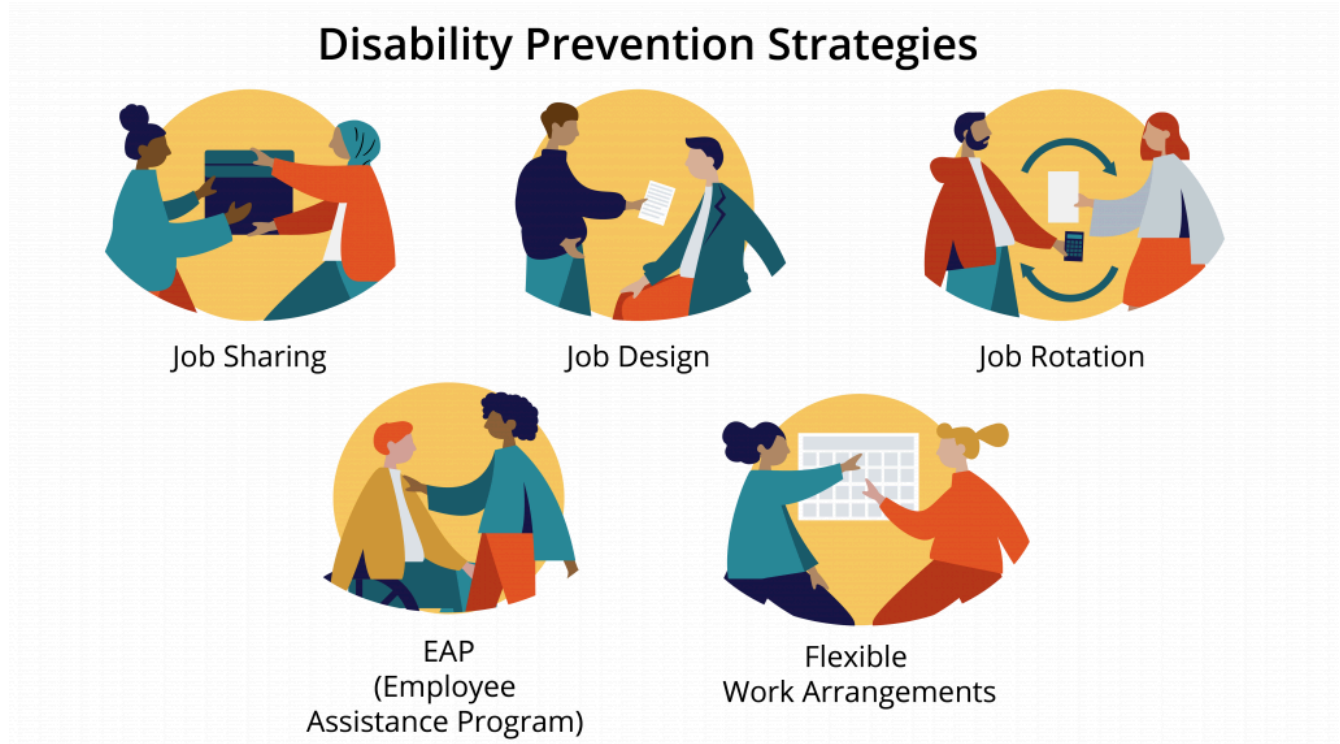 Disability Prevention Strategies
Job Sharing
Job Design
Job Rotation
EAP
(Employee
Assistance Program)
Flexible
Work Arrangements